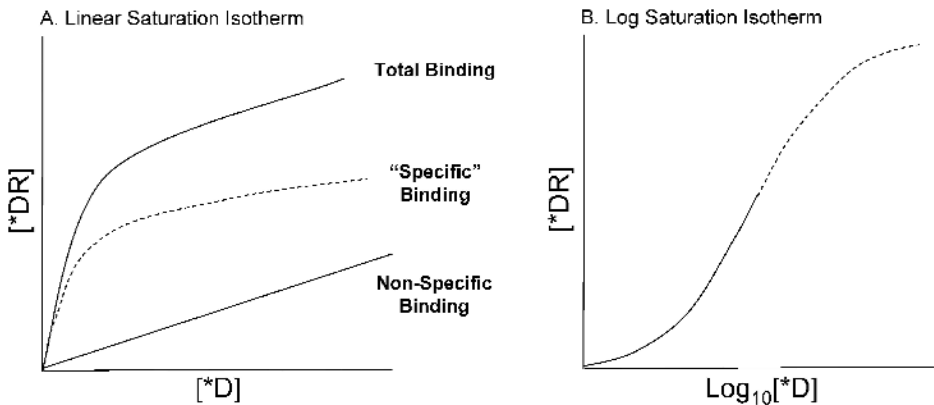 A. Linear Saturation Isotherm
[*DR]
Total Binding
“Specific”
Binding
Non-Specific
Binding
[*D]
B. Log Saturation Isotherm
[*DR]
Log₁₀[*D]